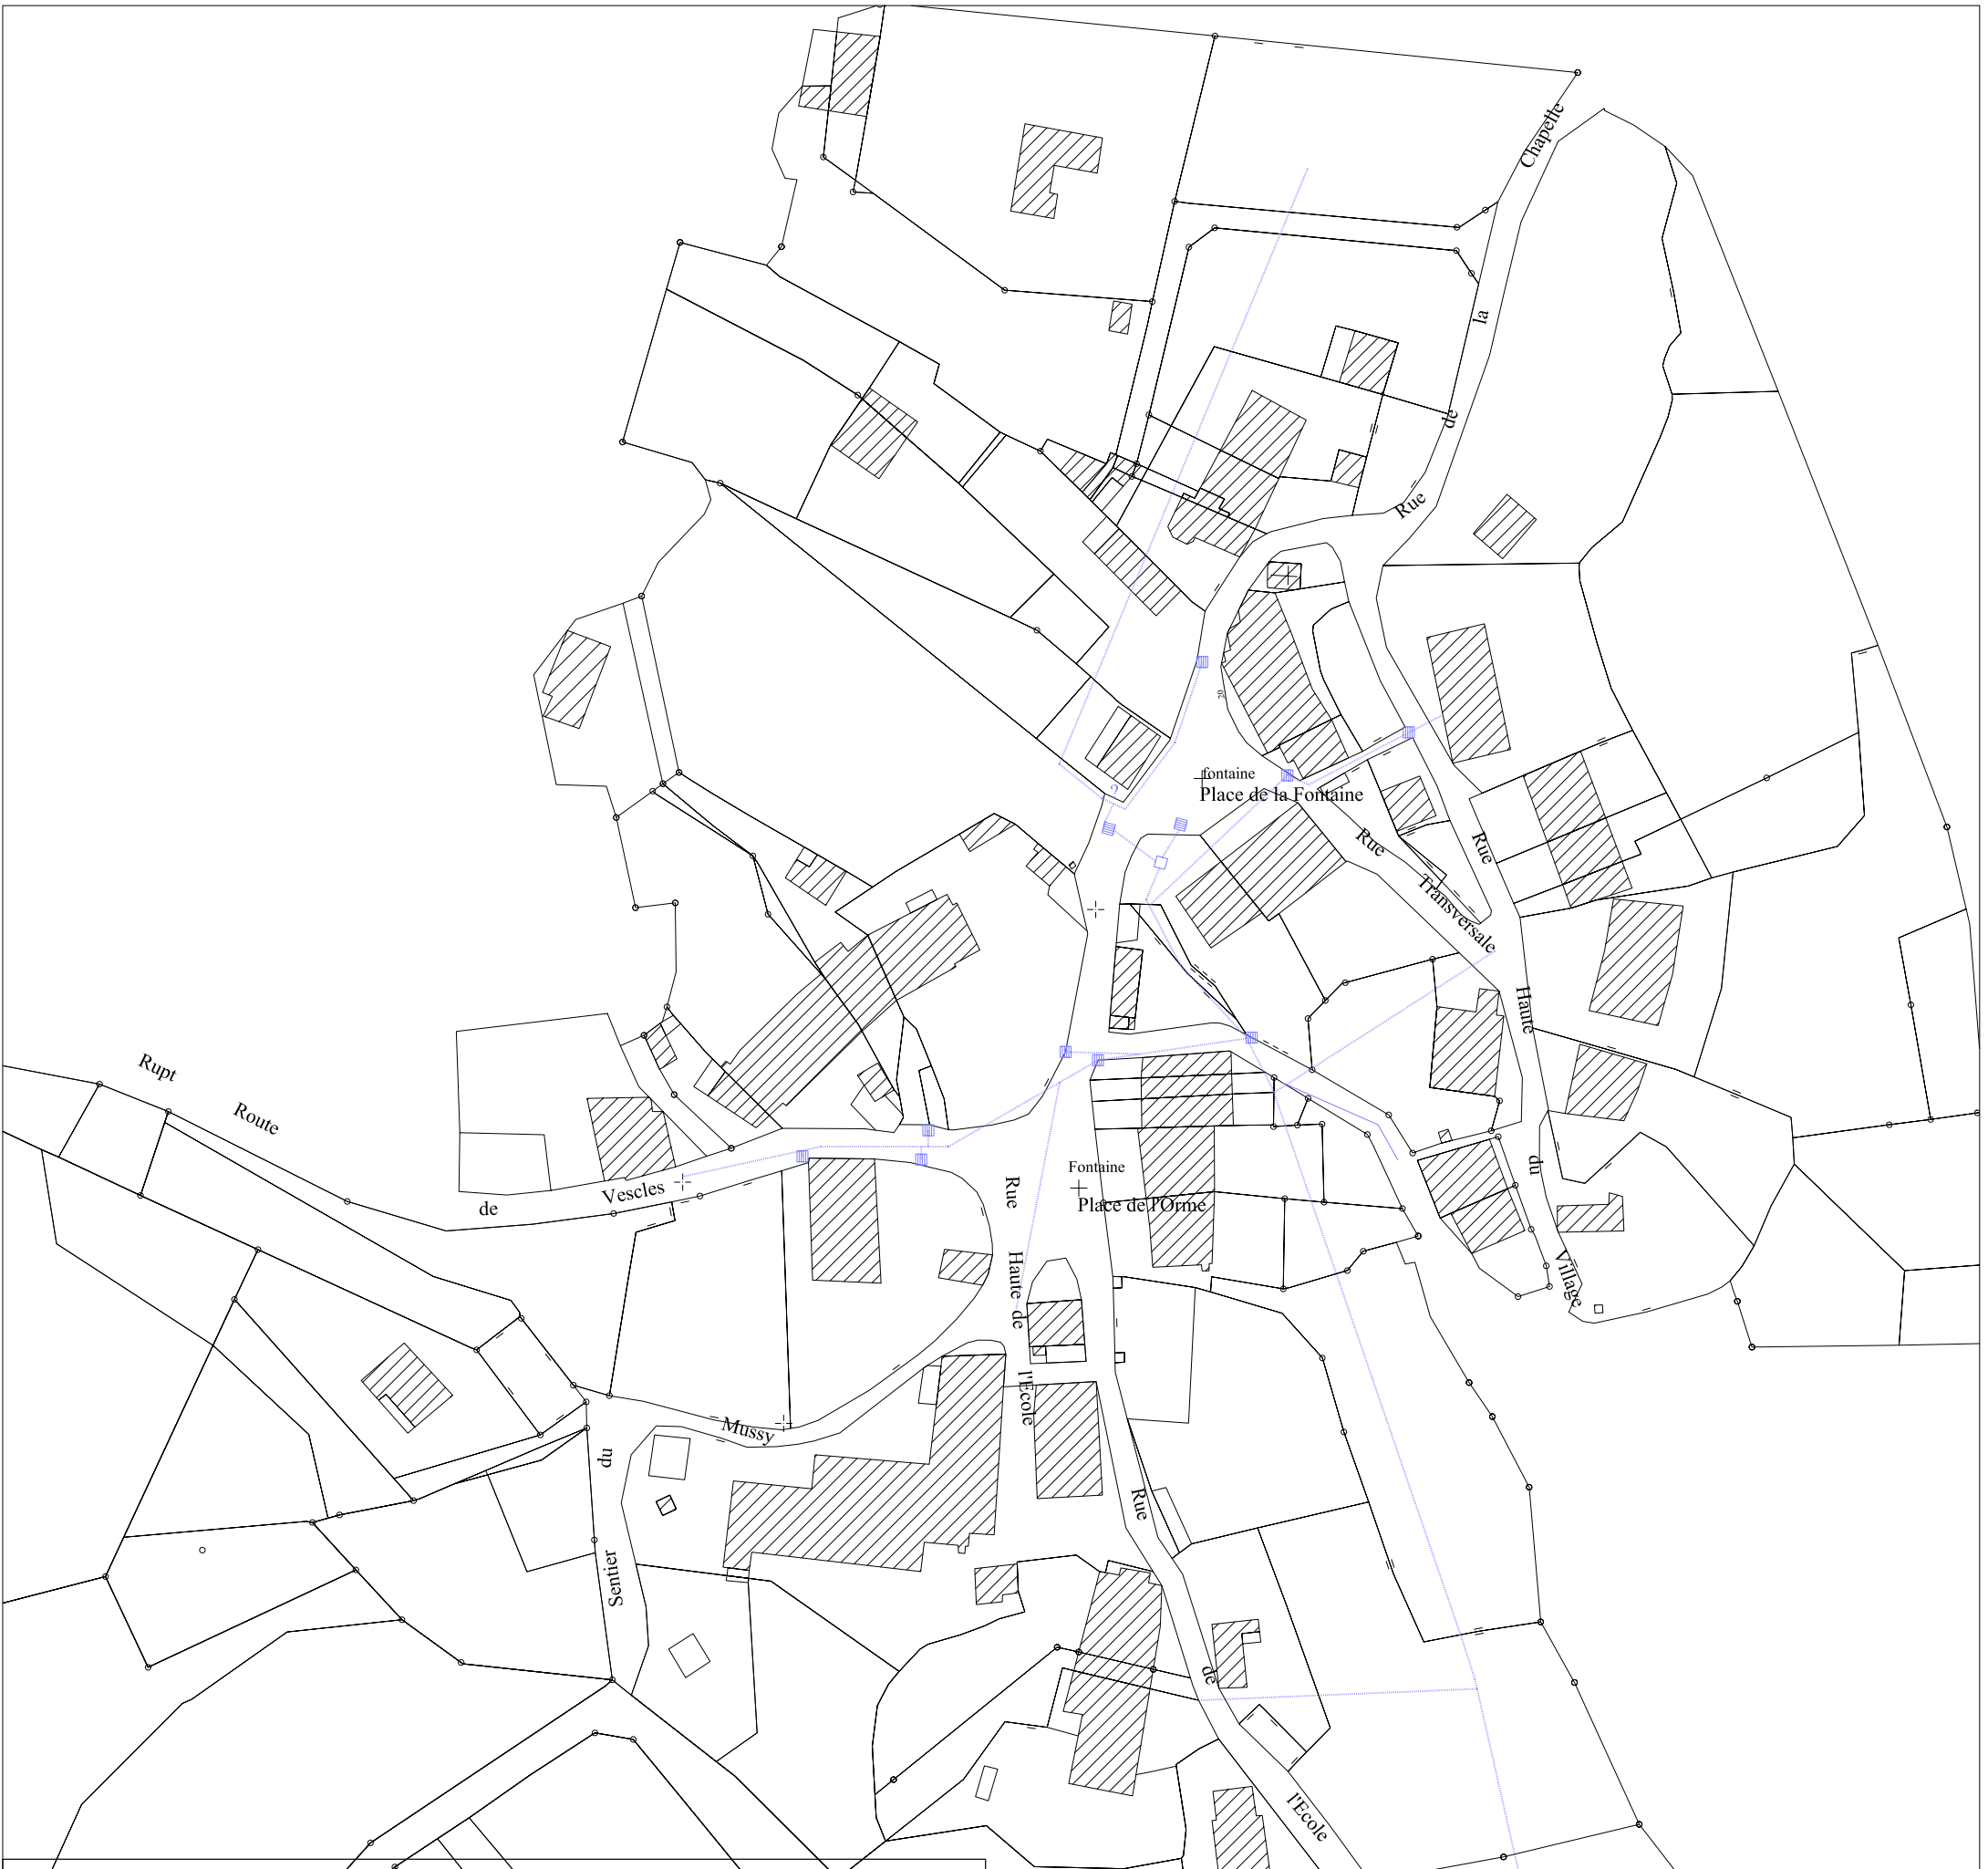 Chapelle
la
de
Rue
20
fontaine
Place de la Fontaine
?
Rue
Transversale
Rue
Haute
du
Village
Rupt
Route
de
Vescles
Fontaine
Place de l'Orme
Rue
Haute
de
l'Ecole
Mussy
du
Sentier
Rue
de
l'Ecole